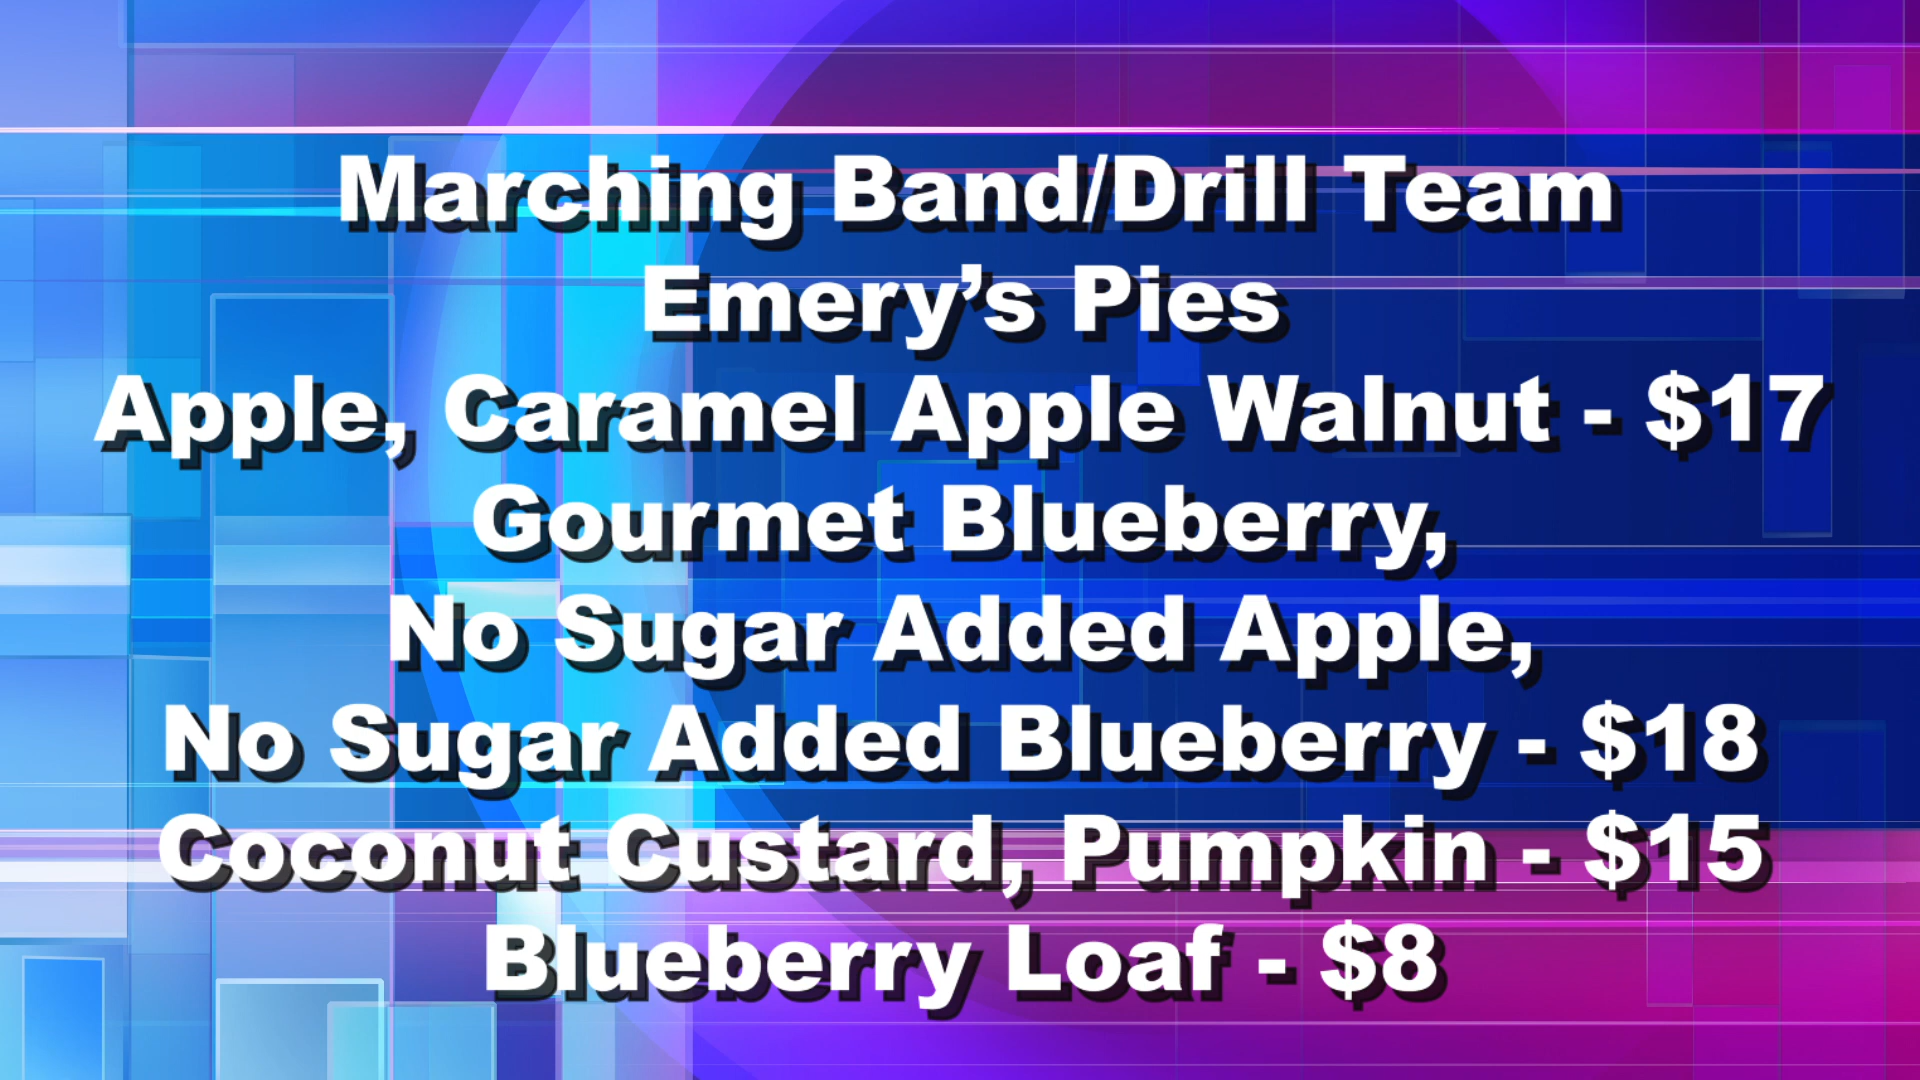 Marching Band/Drill Team
Emery’s Pies
Apple, Caramel Apple Walnut - $17
Gourmet Blueberry,
No Sugar Added Apple,
No Sugar Added Blueberry - $18
Coconut Custard, Pumpkin - $15
Blueberry Loaf - $8